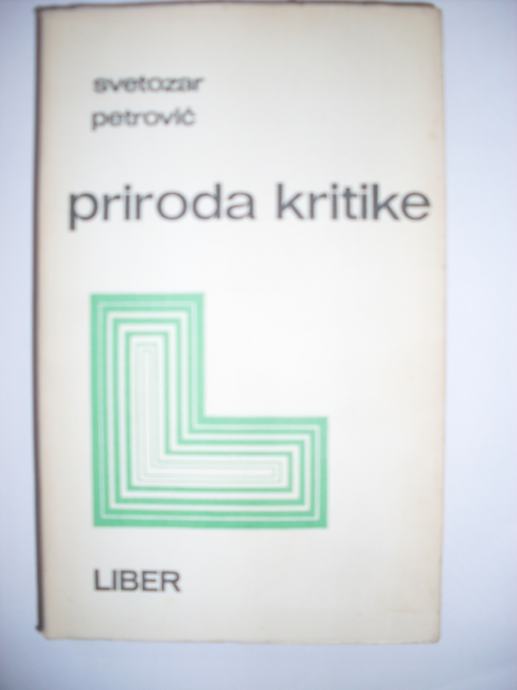 svetozar
petrović
priroda kritike
LIBER